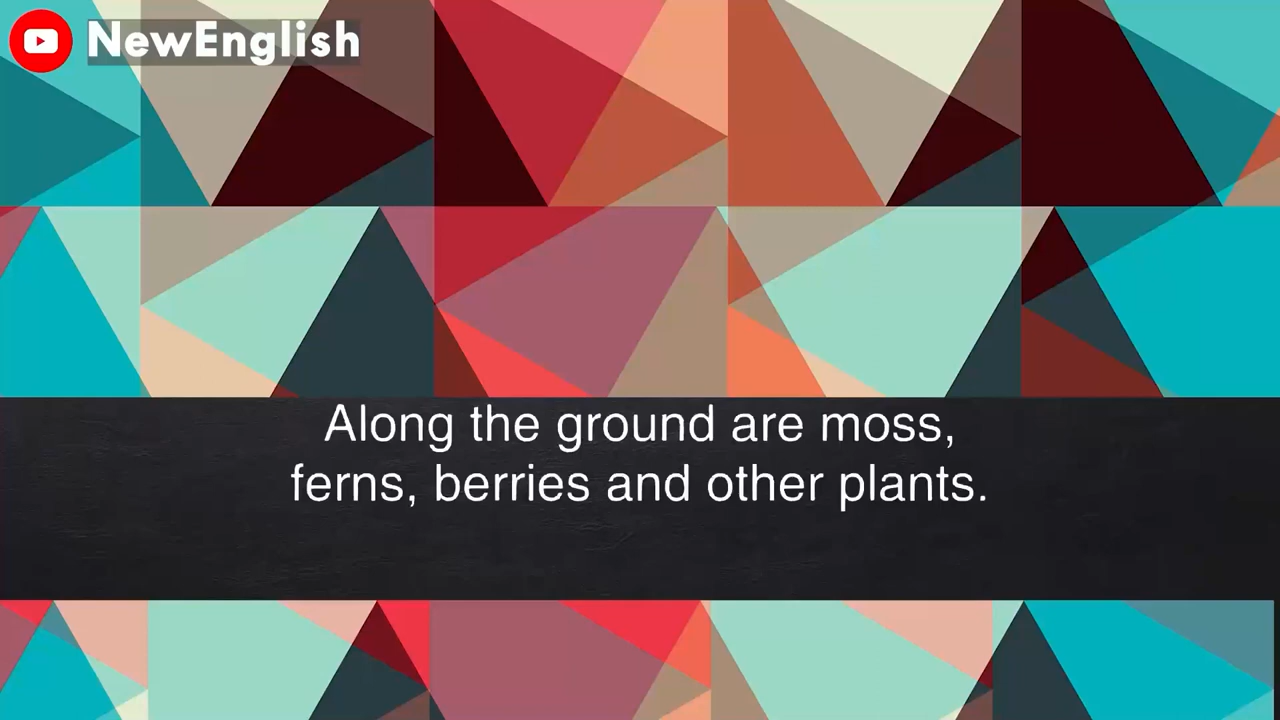 NewEnglish
Along the ground are moss,
ferns, berries and other plants.